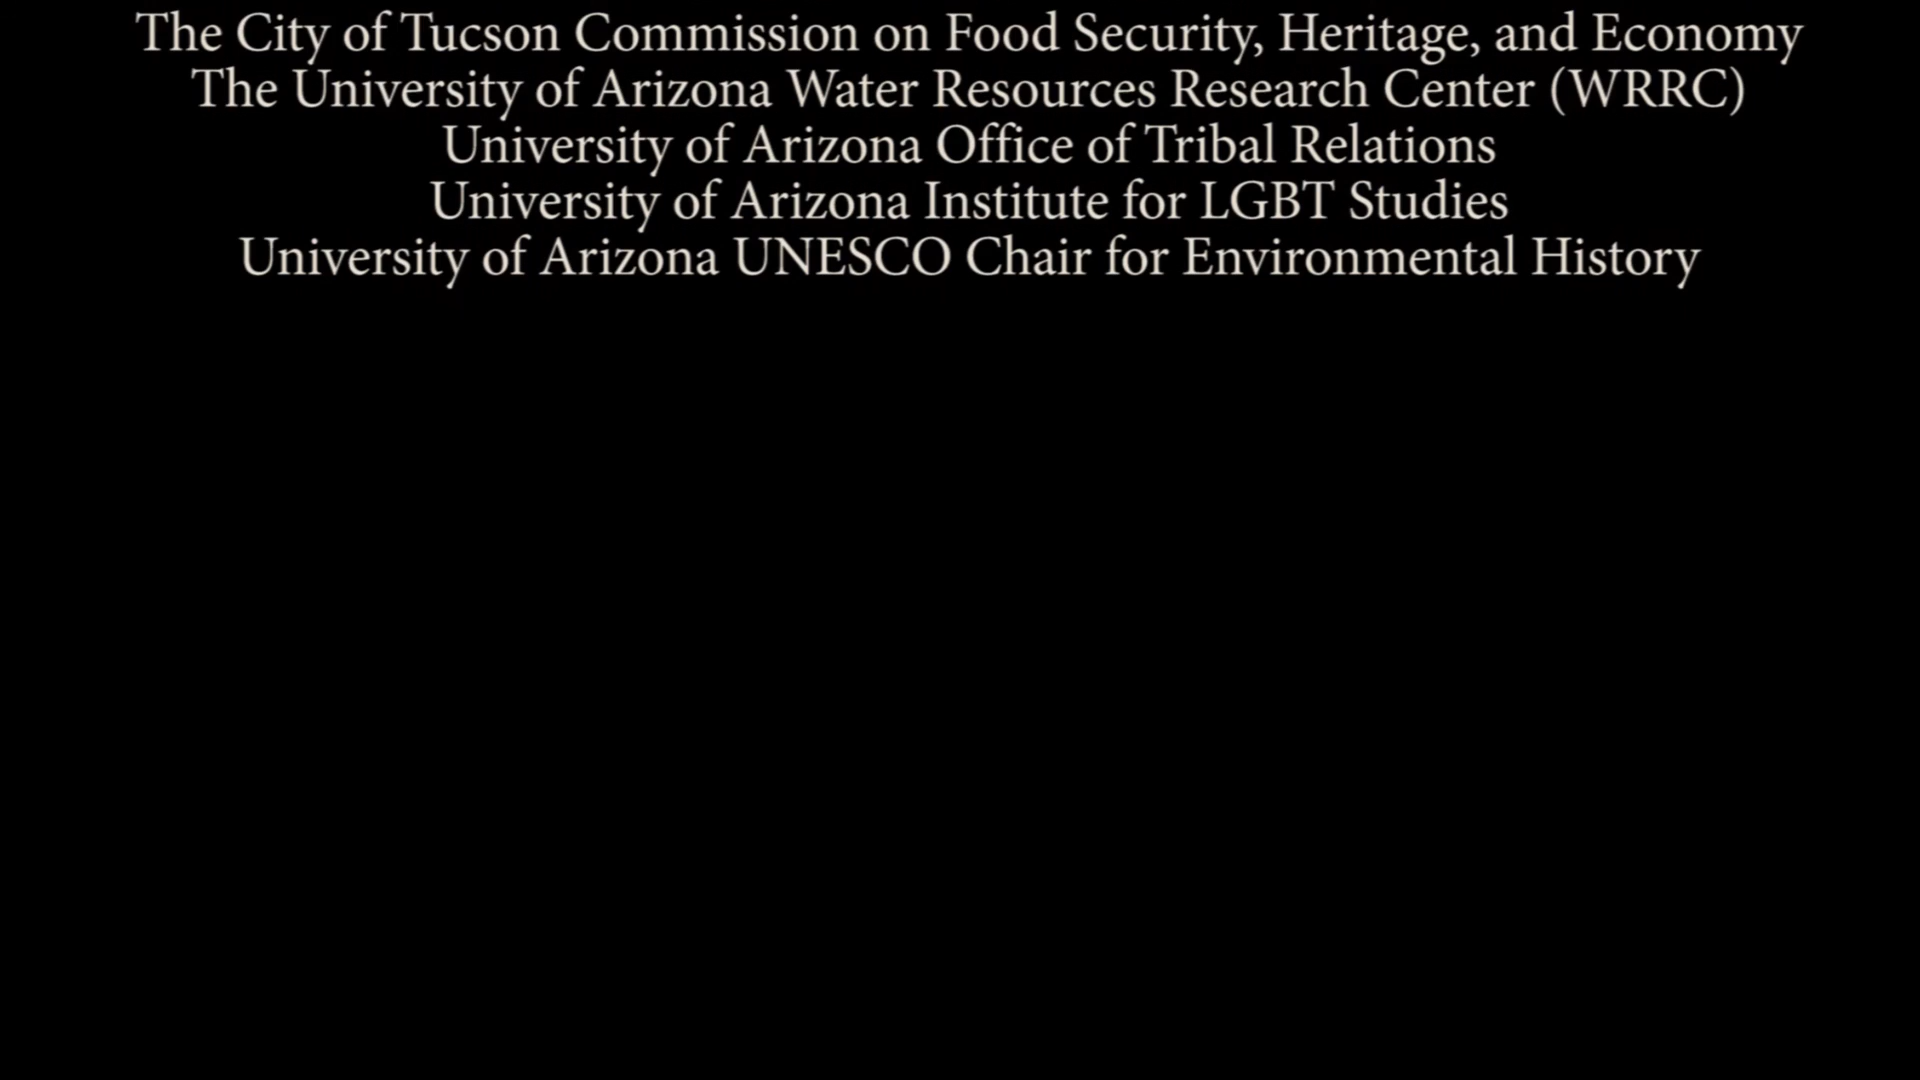 The City of Tucson Commission on Food Security, Heritage, and Economy
The University of Arizona Water Resources Research Center (WRRC)
University of Arizona Office of Tribal Relations
University of Arizona Institute for LGBT Studies
University of Arizona UNESCO Chair for Environmental History